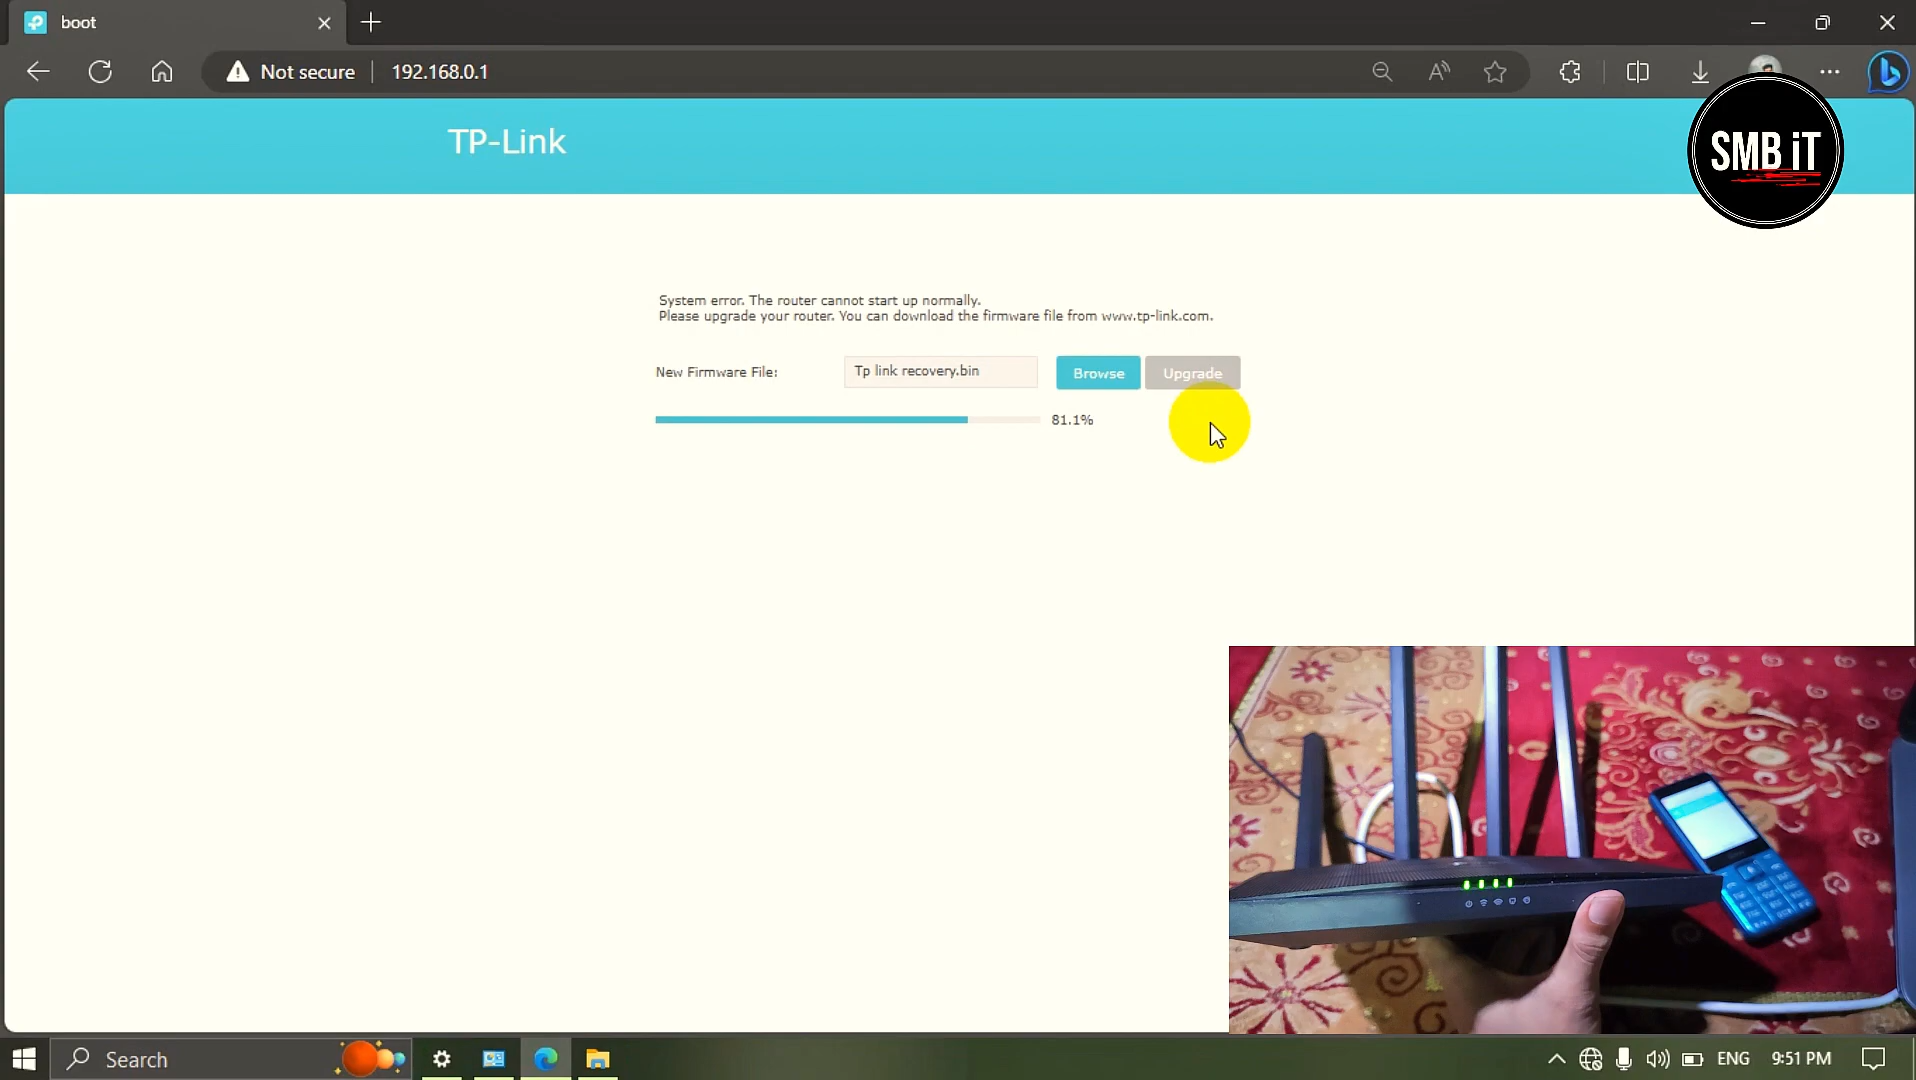 boot
Not secure
192.168.0.1
TP-Link
SMB iT
System error. The router cannot start up normally.
Please upgrade your router. You can download the firmware file from www.tp-link.com.
New Firmware File:
Tp link recovery.bin
Browse
Upgrade
81.1%
Search
ENG
9:51 PM